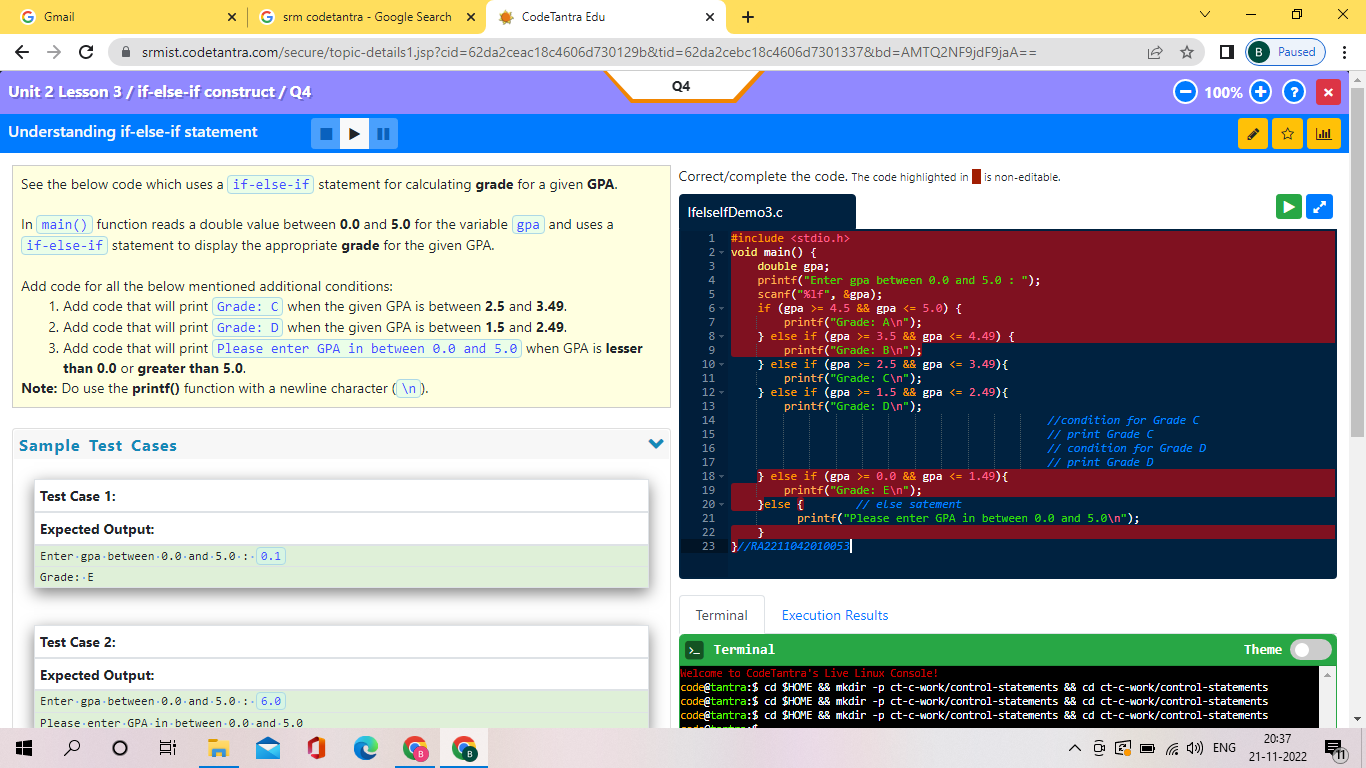 Gmail
srm codetantra - Google Search
CodeTantra Edu
srmist.codetantra.com/secure/topic-details1.jsp?cid=62da2ceac18c4606d730129b&tid=62da2cebc18c4606d7301337&bd=AMTQ2NF9jdF9jaA==
B Paused
Unit 2 Lesson 3 / if-else-if construct / Q4
Q4
100%
Understanding if-else-if statement
See the below code which uses a if-else-if statement for calculating grade for a given GPA.
In main() function reads a double value between 0.0 and 5.0 for the variable gpa and uses a
if-else-if statement to display the appropriate grade for the given GPA.
Add code for all the below mentioned additional conditions:
1. Add code that will print Grade: C when the given GPA is between 2.5 and 3.49.
2. Add code that will print Grade: D when the given GPA is between 1.5 and 2.49.
3. Add code that will print Please enter GPA in between 0.0 and 5.0 when GPA is lesser
than 0.0 or greater than 5.0.
Note: Do use the printf() function with a newline character ( \n ).
Sample Test Cases
Test Case 1:
Expected Output:
Enter·gpa·between·0.0·and·5.0·:· 0.1
Grade:·E
Test Case 2:
Expected Output:
Enter·gpa·between·0.0·and·5.0·:· 6.0
Please·enter·GPA·in·between·0.0·and·5.0
Correct/complete the code. The code highlighted in is non-editable.
IfelseIfDemo3.c
1 #include <stdio.h>
2 void main() {
3 double gpa;
4 printf("Enter gpa between 0.0 and 5.0 : ");
5 scanf("%lf", &gpa);
6 if (gpa >= 4.5 && gpa <= 5.0) {
7 printf("Grade: A\n");
8 } else if (gpa >= 3.5 && gpa <= 4.49) {
9 printf("Grade: B\n");
10 } else if (gpa >= 2.5 && gpa <= 3.49){
11 printf("Grade: C\n");
12 } else if (gpa >= 1.5 && gpa <= 2.49){
13 printf("Grade: D\n");
14 //condition for Grade C
15 // print Grade C
16 // condition for Grade D
17 // print Grade D
18 } else if (gpa >= 0.0 && gpa <= 1.49){
19 printf("Grade: E\n");
20 }else { // else satement
21 printf("Please enter GPA in between 0.0 and 5.0\n");
22 }
23 }//RA2211042010053
Terminal
Execution Results
Terminal
Theme
Welcome to CodeTantra's Live Linux Console!
code@tantra:$ cd $HOME && mkdir -p ct-c-work/control-statements && cd ct-c-work/control-statements
code@tantra:$ cd $HOME && mkdir -p ct-c-work/control-statements && cd ct-c-work/control-statements
code@tantra:$ cd $HOME && mkdir -p ct-c-work/control-statements && cd ct-c-work/control-statements
ENG
20:37
21-11-2022
11